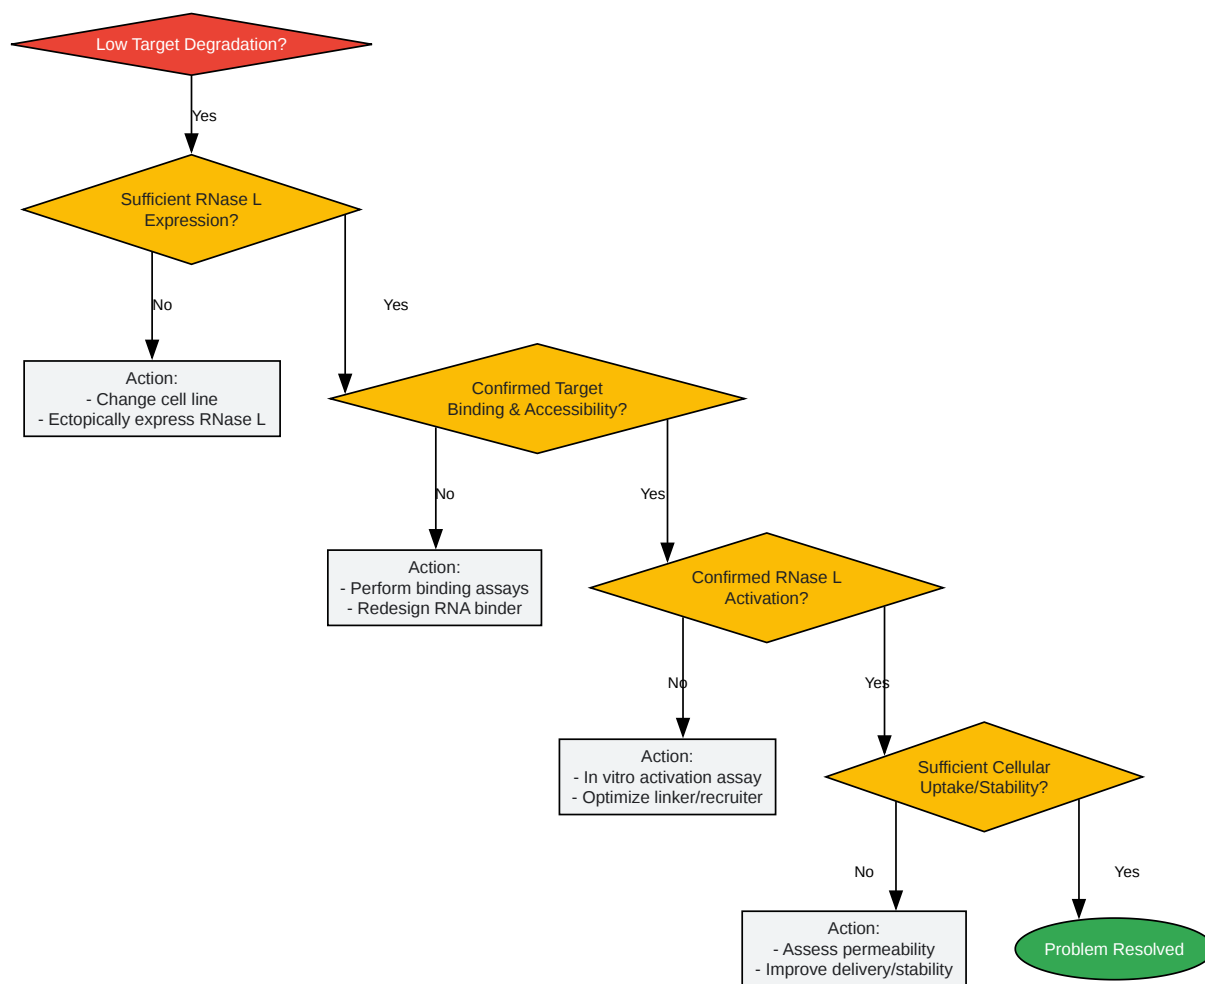 Low Target Degradation?
Yes
Sufficient RNase L
Expression?
No
Yes
Action:
- Change cell line
- Ectopically express RNase L
Confirmed Target
Binding & Accessibility?
No
Yes
Action:
- Perform binding assays
- Redesign RNA binder
Confirmed RNase L
Activation?
No
Yes
Action:
- In vitro activation assay
- Optimize linker/recruiter
Sufficient Cellular
Uptake/Stability?
No
Yes
Action:
- Assess permeability
- Improve delivery/stability
Problem Resolved